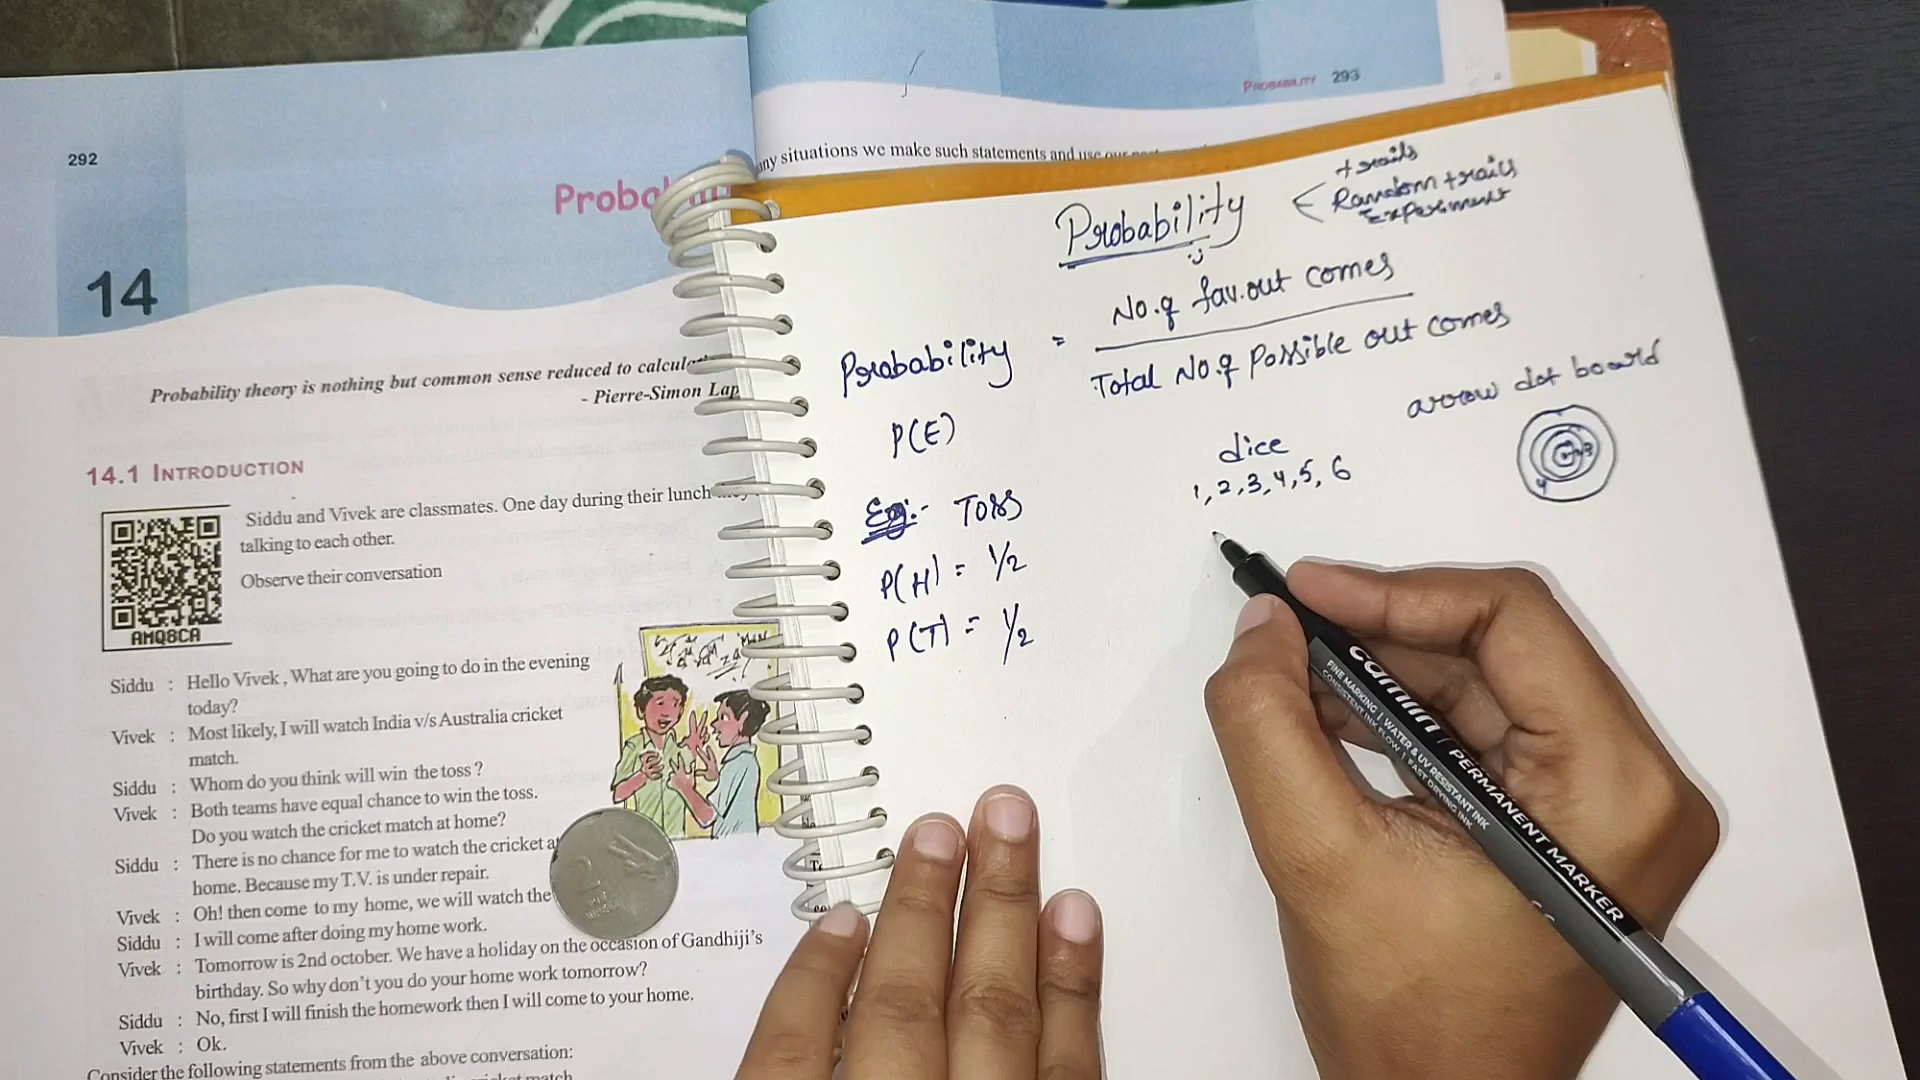 292
14
Probability theory is nothing but common sense reduced to
- Pierre-Simon
14.1 INTRODUCTION
AMQ8CA
Siddu and Vivek are classmates. One day during their lunch
talking to each other.
Observe their conversation
Siddu : Hello Vivek, What are you going to do in the evening
today?
Vivek : Most likely, I will watch India v/s Australia cricket
match.
Siddu : Whom do you think will win the toss ?
Vivek : Both teams have equal chance to win the toss.
Do you watch the cricket match at home?
Siddu : There is no chance for me to watch the cricket
home. Because my T.V. is under repair.
Vivek : Oh! then come to my home, we will watch the
Siddu : I will come after doing my home work.
Vivek : Tomorrow is 2nd october. We have a holiday on the occasion of Gandhiji's
birthday. So why don't you do your home work tomorrow?
Siddu : No, first I will finish the homework then I will come to your home.
Vivek : Ok.
Consider the following statements from the above conversation:
PROBABILITY 293
situations we make such statements and use
Probability
trails
Random trails
Experiment
Probability = No.of fav.out comes
Total No.of Possible out comes
P(E)
Eg:- Toss
P(H) = 1/2
P(T) = 1/2
dice
1, 2, 3, 4, 5, 6
arrow dot board
4
camlin PERMANENT MARKER
FINE MARKING | WATER & UV RESISTANT INK
CONSISTENT INK FLOW | FAST DRYING INK